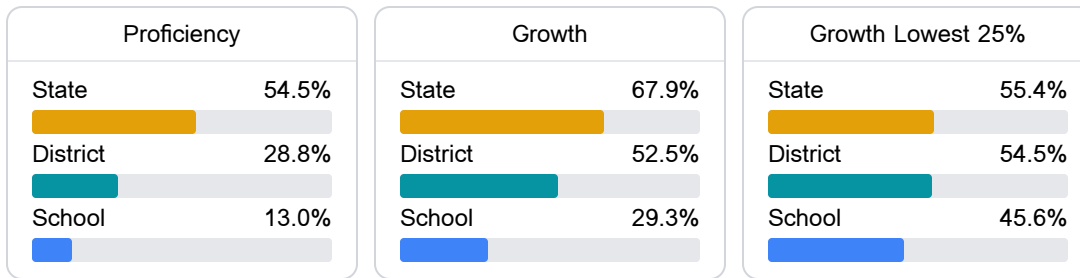 Proficiency
State 54.5%
District 28.8%
School 13.0%
Growth
State 67.9%
District 52.5%
School 29.3%
Growth Lowest 25%
State 55.4%
District 54.5%
School 45.6%